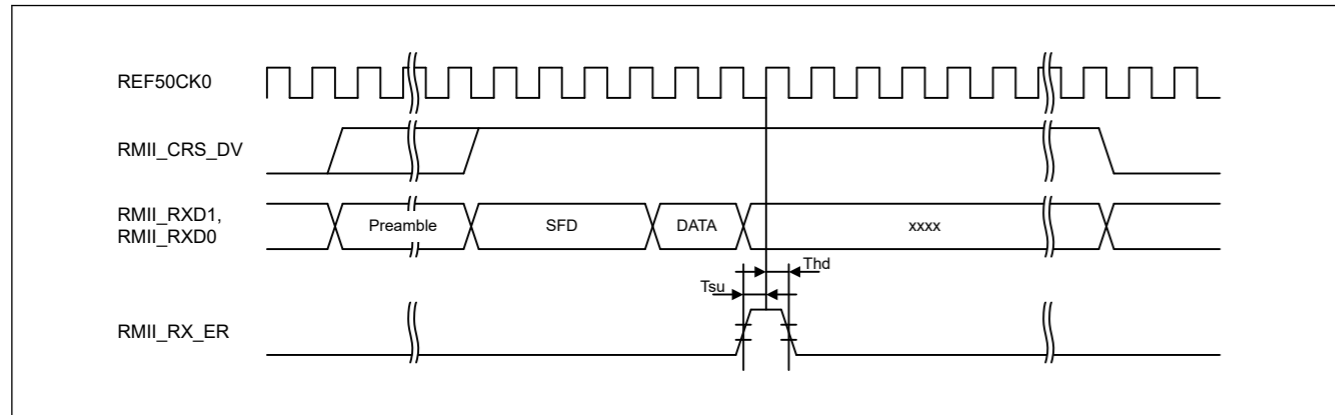 REF50CK0
RMII_CRS_DV
RMII_RXD1,
RMII_RXD0
Preamble
SFD
DATA
xxxx
Thd
Tsu
RMII_RX_ER